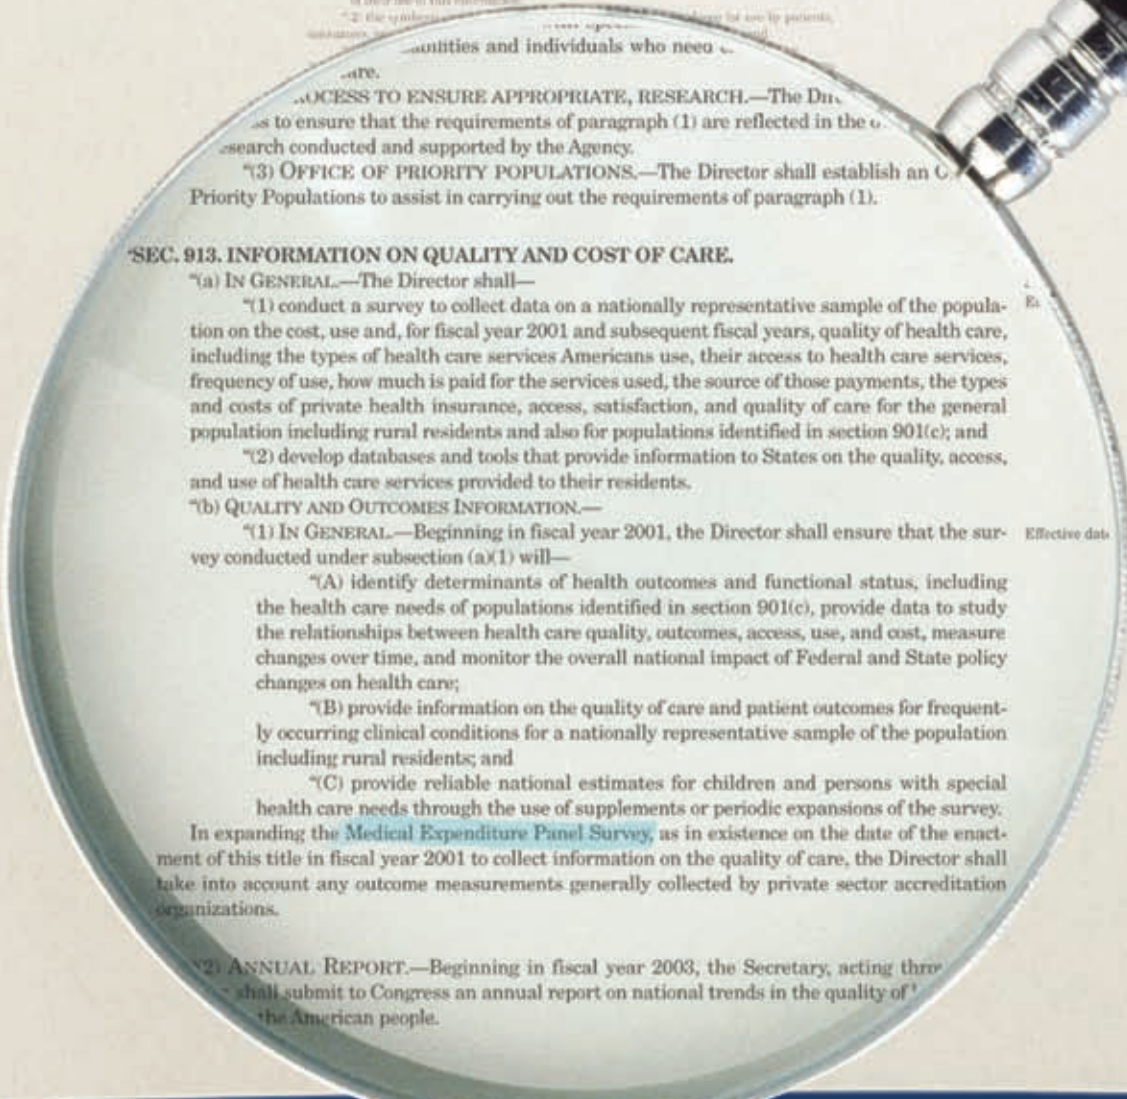 for use by patients,
and individuals who need
OCESS TO ENSURE APPROPRIATE, RESEARCH.—The
to ensure that the requirements of paragraph (1) are reflected in the
esearch conducted and supported by the Agency.
"(3) OFFICE OF PRIORITY POPULATIONS.—The Director shall establish an
Priority Populations to assist in carrying out the requirements of paragraph (1).
"SEC. 913. INFORMATION ON QUALITY AND COST OF CARE.
"(a) IN GENERAL.—The Director shall—
"(1) conduct a survey to collect data on a nationally representative sample of the popula-
tion on the cost, use and, for fiscal year 2001 and subsequent fiscal years, quality of health care,
including the types of health care services Americans use, their access to health care services,
frequency of use, how much is paid for the services used, the source of those payments, the types
and costs of private health insurance, access, satisfaction, and quality of care for the general
population including rural residents and also for populations identified in section 901(c); and
"(2) develop databases and tools that provide information to States on the quality, access,
and use of health care services provided to their residents.
"(b) QUALITY AND OUTCOMES INFORMATION.—
"(1) IN GENERAL.—Beginning in fiscal year 2001, the Director shall ensure that the sur-
Effective dat
vey conducted under subsection (a)(1) will—
"(A) identify determinants of health outcomes and functional status, including
the health care needs of populations identified in section 901(c), provide data to study
the relationships between health care quality, outcomes, access, use, and cost, measure
changes over time, and monitor the overall national impact of Federal and State policy
changes on health care;
"(B) provide information on the quality of care and patient outcomes for frequent-
ly occurring clinical conditions for a nationally representative sample of the population
including rural residents; and
"(C) provide reliable national estimates for children and persons with special
health care needs through the use of supplements or periodic expansions of the survey.
In expanding the Medical Expenditure Panel Survey, as in existence on the date of the enact-
ment of this title in fiscal year 2001 to collect information on the quality of care, the Director shall
take into account any outcome measurements generally collected by private sector accreditation
organizations.
"(2) ANNUAL REPORT.—Beginning in fiscal year 2003, the Secretary, acting thro
shall submit to Congress an annual report on national trends in the quality of
the American people.